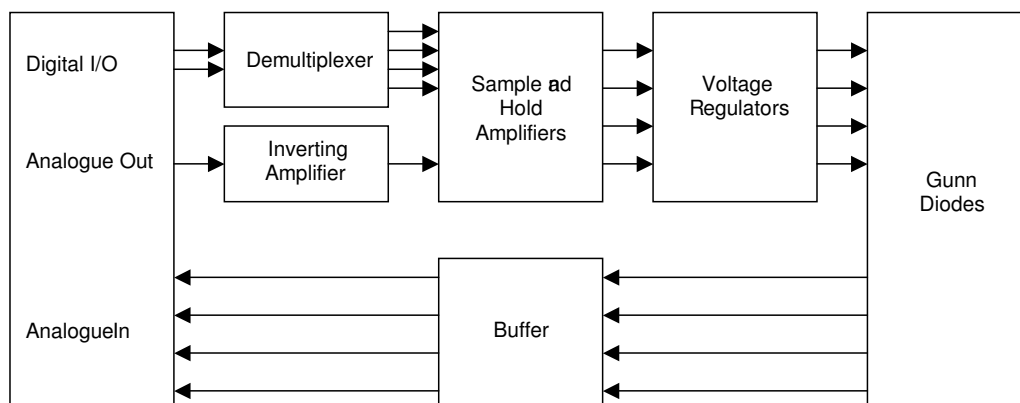 Digital I/O
Demultiplexer
Sample ad
Hold
Amplifiers
Voltage
Regulators
Analogue Out
Inverting
Amplifier
Gunn
Diodes
AnalogueIn
Buffer